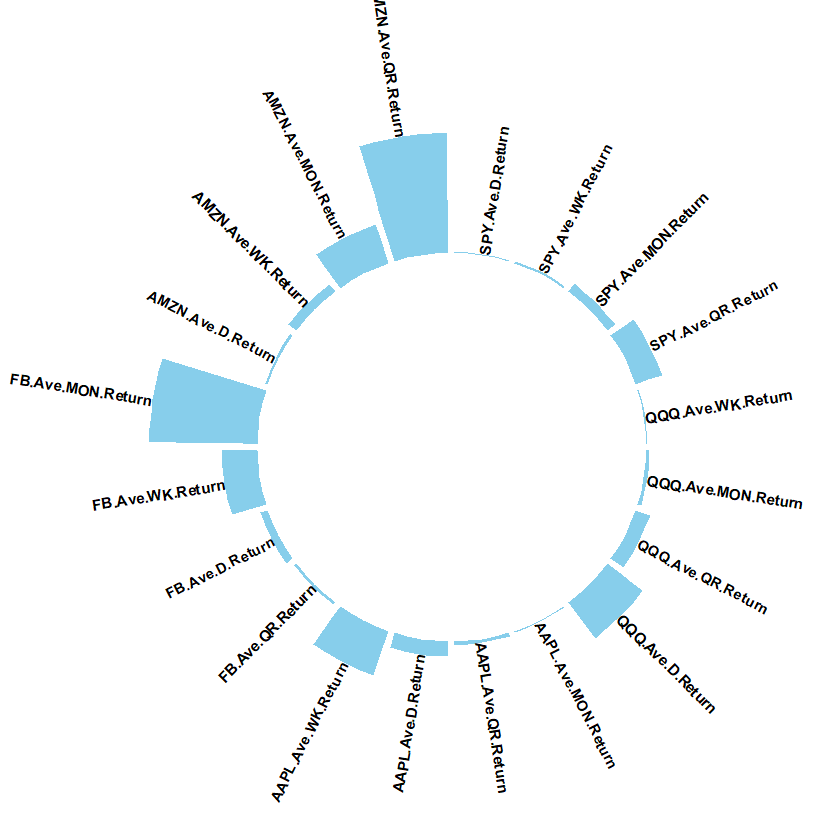 SPY.Ave.D.Return
SPY.Ave.WK.Return
SPY.Ave.MON.Return
SPY.Ave.QR.Return
QQQ.Ave.WK.Return
QQQ.Ave.MON.Return
QQQ.Ave.QR.Return
QQQ.Ave.D.Return
AAPL.Ave.MON.Return
AAPL.Ave.QR.Return
AAPL.Ave.D.Return
AAPL.Ave.WK.Return
FB.Ave.QR.Return
FB.Ave.D.Return
FB.Ave.WK.Return
FB.Ave.MON.Return
AMZN.Ave.D.Return
AMZN.Ave.WK.Return
AMZN.Ave.MON.Return
MZN.Ave.QR.Return